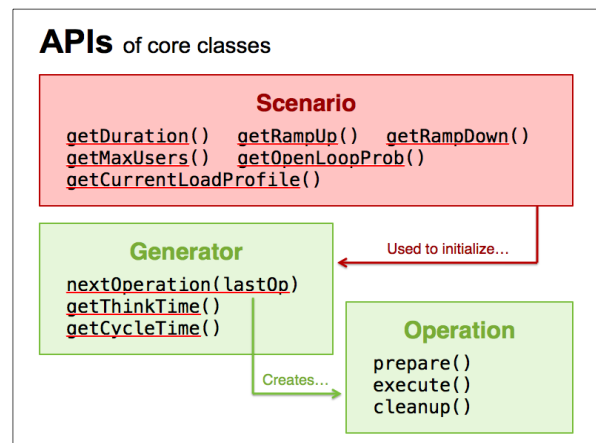 APIs of core classes
Scenario
getDuration() getRampUp() getRampDown()
getMaxUsers() getOpenLoopProb()
getCurrentLoadProfile()
Used to initialize...
Generator
nextOperation(lastOp)
getThinkTime()
getCycleTime()
Creates...
Operation
prepare()
execute()
cleanup()